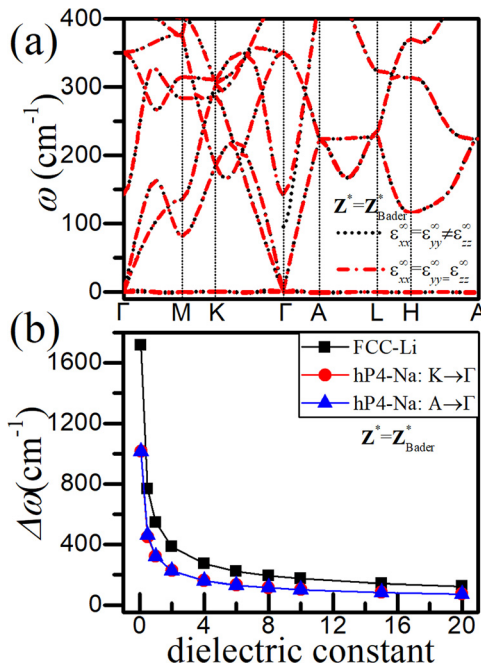 (a)
400
300
200
100
0
ω (cm⁻¹)
Z*=Z*Bader
ε∞xx=ε∞yy≠ε∞zz
ε∞xx=ε∞yy=ε∞zz
Γ M K Γ A L H A
(b)
1600
1200
800
400
0
Δω(cm⁻¹)
FCC-Li
hP4-Na: K→Γ
hP4-Na: A→Γ
Z*=Z*Bader
0 4 8 12 16 20
dielectric constant